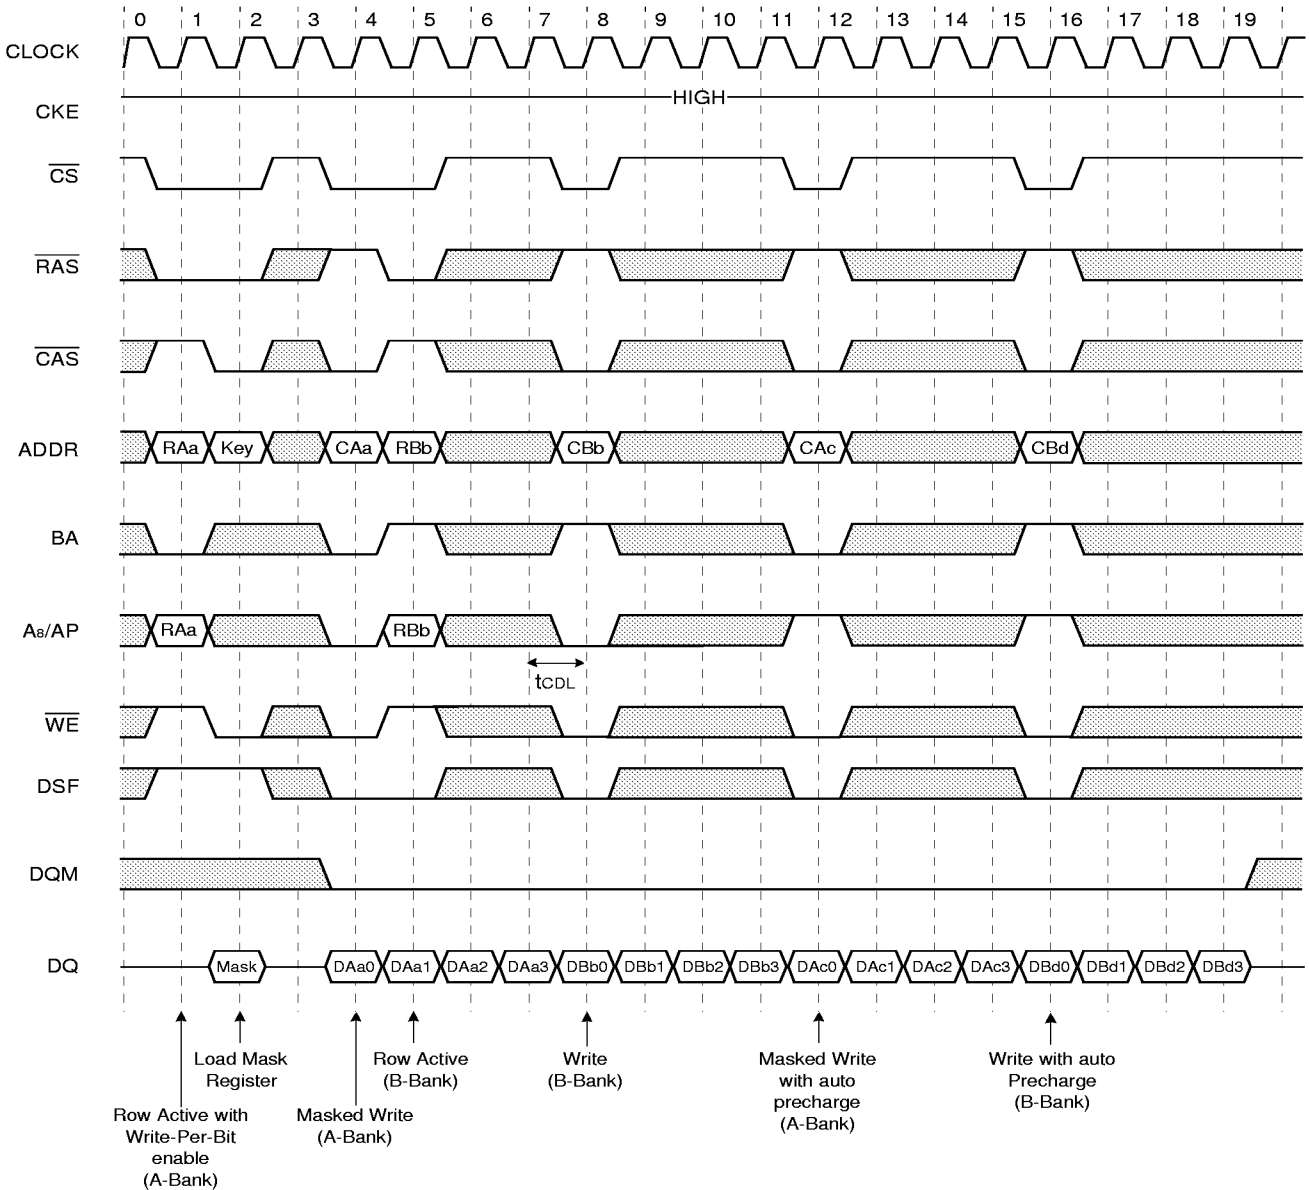 0 1 2 3 4 5 6 7 8 9 10 11 12 13 14 15 16 17 18 19
CLOCK
CKE HIGH
CS
RAS
CAS
ADDR RAa Key CAa RBb CBb CAc CBd
BA
A8/AP RAa RBb
tCDL
WE
DSF
DQM
DQ Mask DAa0 DAa1 DAa2 DAa3 DBb0 DBb1 DBb2 DBb3 DAc0 DAc1 DAc2 DAc3 DBd0 DBd1 DBd2 DBd3
Load Mask
Register
Row Active
(B-Bank)
Write
(B-Bank)
Masked Write
with auto
precharge
(A-Bank)
Write with auto
Precharge
(B-Bank)
Row Active with
Write-Per-Bit
enable
(A-Bank)
Masked Write
(A-Bank)